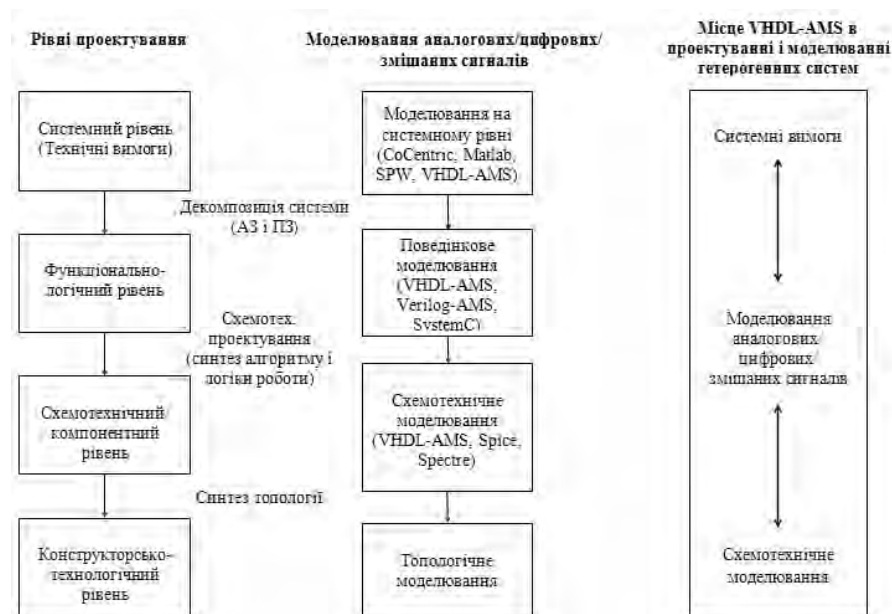 Рівні проектування
Системний рівень
(Технічні вимоги)
Декомпозиція системи
(АЗ і ПЗ)
Функціонально-
логічний рівень
Схемотех.
проектування
(синтез алгоритму і
логіки роботи)
Схемотехнічний/
компонентний
рівень
Синтез топології
Конструкторсько-
технологічний
рівень
Моделювання аналогових/цифрових/
змішаних сигналів
Моделювання на
системному рівні
(CoCentric, Matlab,
SPW, VHDL-AMS)
Поведінкове
моделювання
(VHDL-AMS,
Verilog-AMS,
SystemC)
Схемотехнічне
моделювання
(VHDL-AMS, Spice,
Spectre)
Топологічне
моделювання
Місце VHDL-AMS в
проектуванні і моделюванні
гетерогенних систем
Системні вимоги
Моделювання
аналогових/
цифрових/
змішаних сигналів
Схемотехнічне
моделювання